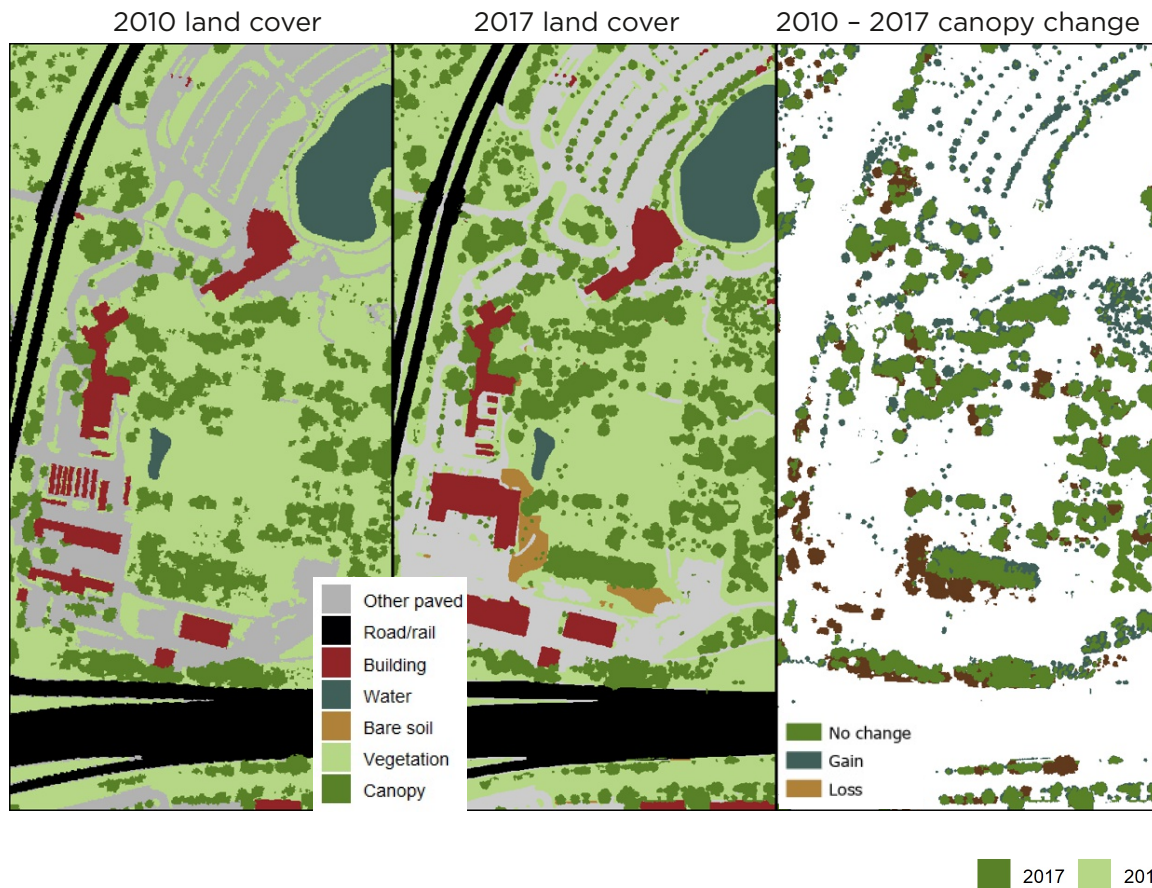 2010 land cover
2017 land cover
2010 – 2017 canopy change
Other paved
Road/rail
Building
Water
Bare soil
Vegetation
Canopy
No change
Gain
Loss
2017